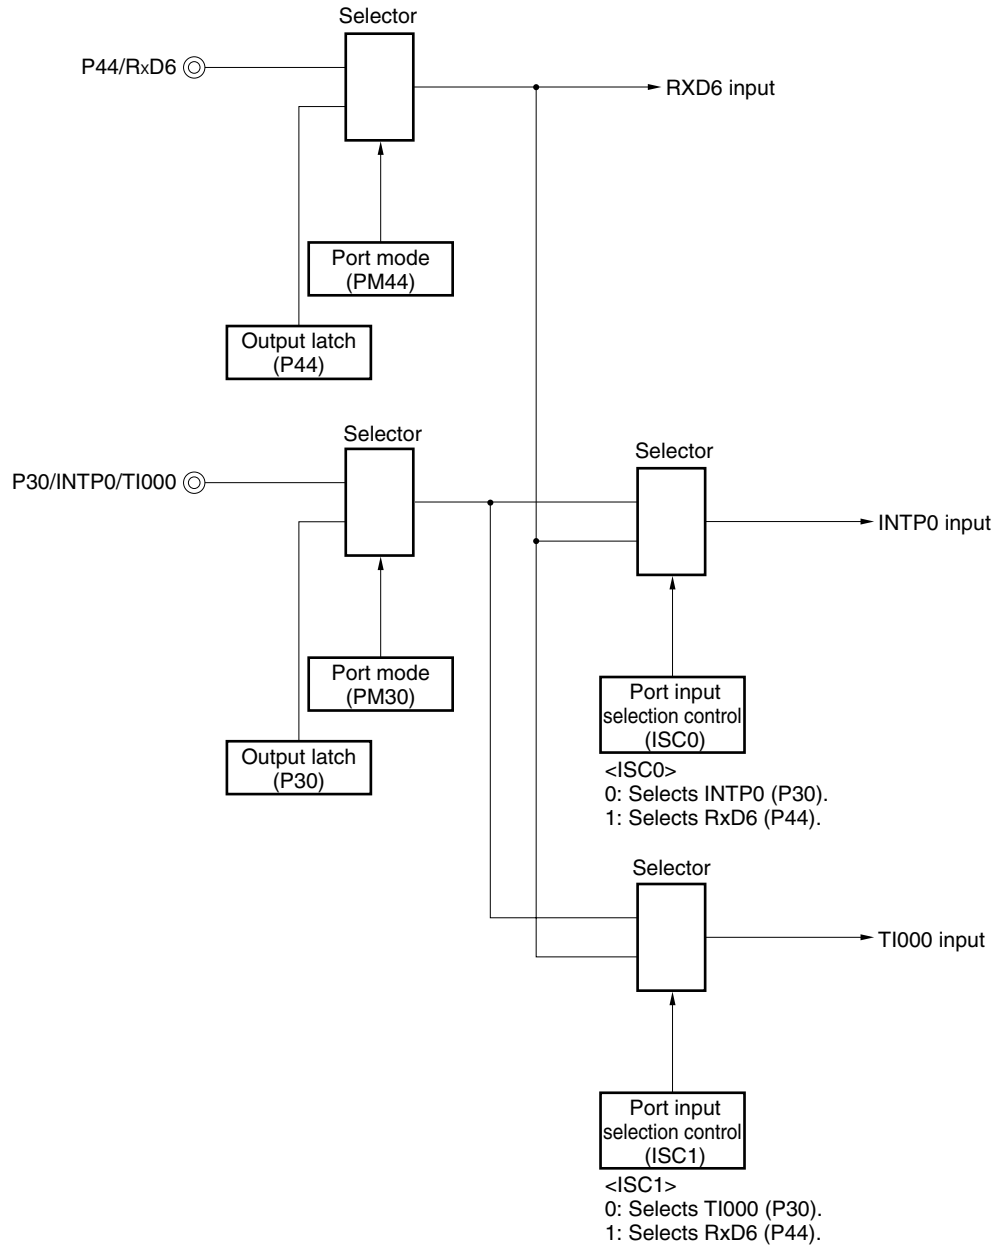 Selector
P44/RxD6
RXD6 input
Port mode
(PM44)
Output latch
(P44)
Selector
P30/INTP0/TI000
Selector
INTP0 input
Port mode
(PM30)
Output latch
(P30)
Port input
selection control
(ISC0)
<ISC0>
0: Selects INTP0 (P30).
1: Selects RxD6 (P44).
Selector
TI000 input
Port input
selection control
(ISC1)
<ISC1>
0: Selects TI000 (P30).
1: Selects RxD6 (P44).